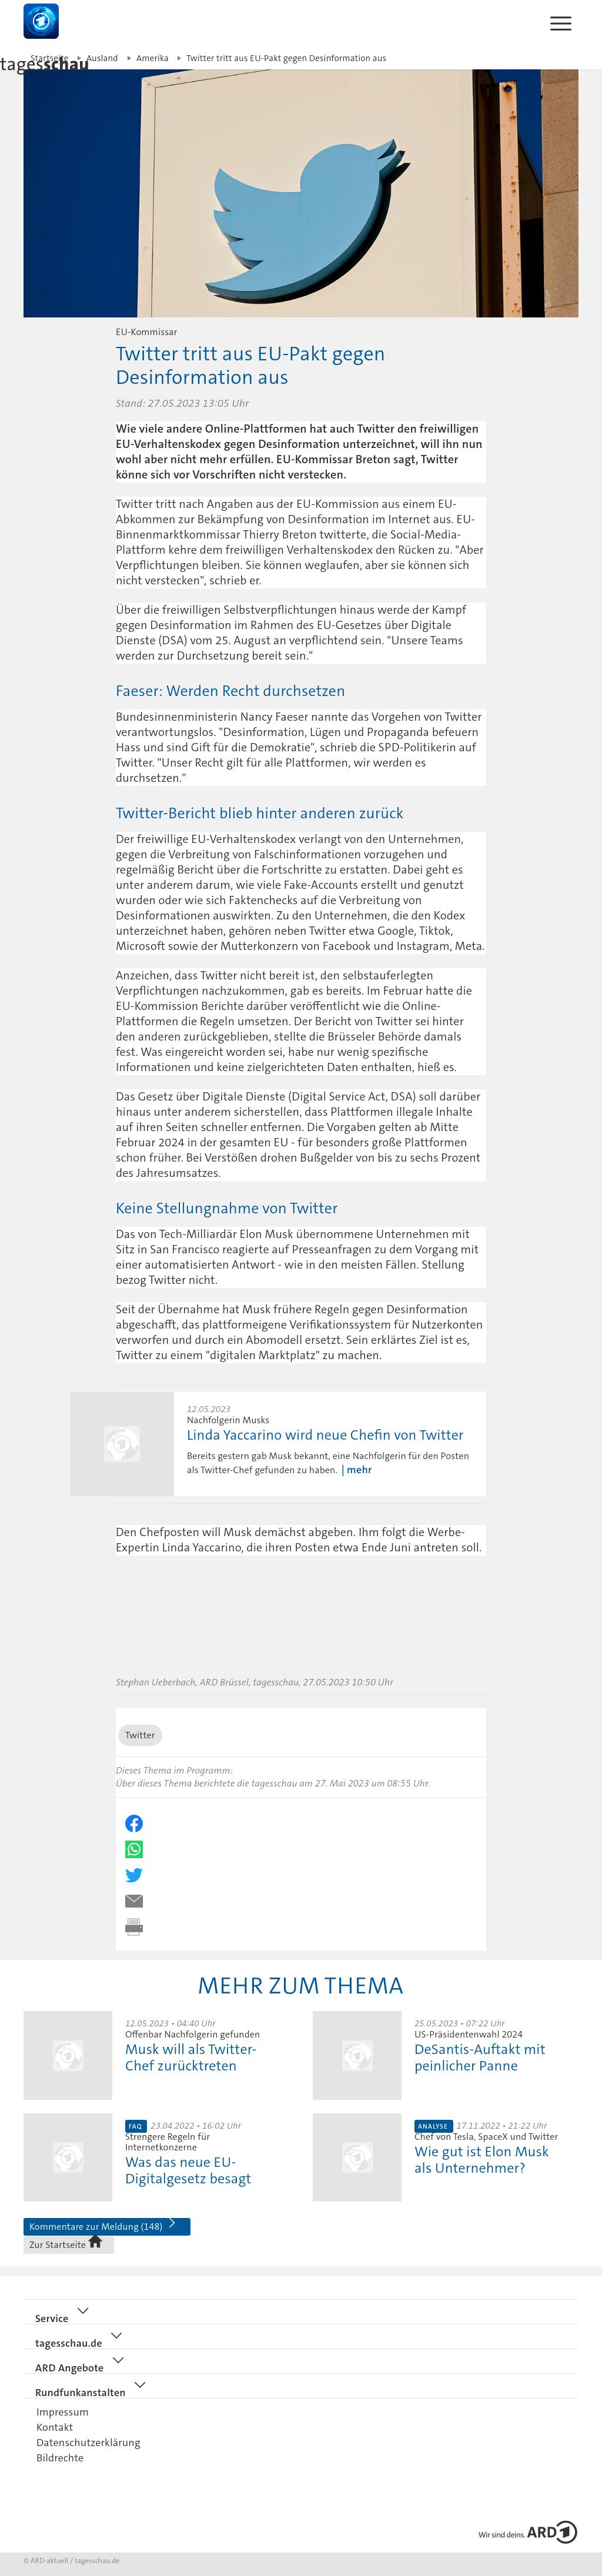 Startseite Ausland Amerika Twitter tritt aus EU-Pakt gegen Desinformation aus
tagesschau
EU-Kommissar
Twitter tritt aus EU-Pakt gegen
Desinformation aus
Stand: 27.05.2023 13:05 Uhr
Wie viele andere Online-Plattformen hat auch Twitter den freiwilligen
EU-Verhaltenskodex gegen Desinformation unterzeichnet, will ihn nun
wohl aber nicht mehr erfüllen. EU-Kommissar Breton sagt, Twitter
könne sich vor Vorschriften nicht verstecken.
Twitter tritt nach Angaben aus der EU-Kommission aus einem EU-
Abkommen zur Bekämpfung von Desinformation im Internet aus. EU-
Binnenmarktkommissar Thierry Breton twitterte, die Social-Media-
Plattform kehre dem freiwilligen Verhaltenskodex den Rücken zu. "Aber
Verpflichtungen bleiben. Sie können weglaufen, aber sie können sich
nicht verstecken", schrieb er.
Über die freiwilligen Selbstverpflichtungen hinaus werde der Kampf
gegen Desinformation im Rahmen des EU-Gesetzes über Digitale
Dienste (DSA) vom 25. August an verpflichtend sein. "Unsere Teams
werden zur Durchsetzung bereit sein."
Faeser: Werden Recht durchsetzen
Bundesinnenministerin Nancy Faeser nannte das Vorgehen von Twitter
verantwortungslos. "Desinformation, Lügen und Propaganda befeuern
Hass und sind Gift für die Demokratie", schrieb die SPD-Politikerin auf
Twitter. "Unser Recht gilt für alle Plattformen, wir werden es
durchsetzen."
Twitter-Bericht blieb hinter anderen zurück
Der freiwillige EU-Verhaltenskodex verlangt von den Unternehmen,
gegen die Verbreitung von Falschinformationen vorzugehen und
regelmäßig Bericht über die Fortschritte zu erstatten. Dabei geht es
unter anderem darum, wie viele Fake-Accounts erstellt und genutzt
wurden oder wie sich Faktenchecks auf die Verbreitung von
Desinformationen auswirkten. Zu den Unternehmen, die den Kodex
unterzeichnet haben, gehören neben Twitter etwa Google, Tiktok,
Microsoft sowie der Mutterkonzern von Facebook und Instagram, Meta.
Anzeichen, dass Twitter nicht bereit ist, den selbstauferlegten
Verpflichtungen nachzukommen, gab es bereits. Im Februar hatte die
EU-Kommission Berichte darüber veröffentlicht wie die Online-
Plattformen die Regeln umsetzen. Der Bericht von Twitter sei hinter
den anderen zurückgeblieben, stellte die Brüsseler Behörde damals
fest. Was eingereicht worden sei, habe nur wenig spezifische
Informationen und keine zielgerichteten Daten enthalten, hieß es.
Das Gesetz über Digitale Dienste (Digital Service Act, DSA) soll darüber
hinaus unter anderem sicherstellen, dass Plattformen illegale Inhalte
auf ihren Seiten schneller entfernen. Die Vorgaben gelten ab Mitte
Februar 2024 in der gesamten EU - für besonders große Plattformen
schon früher. Bei Verstößen drohen Bußgelder von bis zu sechs Prozent
des Jahresumsatzes.
Keine Stellungnahme von Twitter
Das von Tech-Milliardär Elon Musk übernommene Unternehmen mit
Sitz in San Francisco reagierte auf Presseanfragen zu dem Vorgang mit
einer automatisierten Antwort - wie in den meisten Fällen. Stellung
bezog Twitter nicht.
Seit der Übernahme hat Musk frühere Regeln gegen Desinformation
abgeschafft, das plattformeigene Verifikationssystem für Nutzerkonten
verworfen und durch ein Abomodell ersetzt. Sein erklärtes Ziel ist es,
Twitter zu einem "digitalen Marktplatz" zu machen.
12.05.2023
Nachfolgerin Musks
Linda Yaccarino wird neue Chefin von Twitter
Bereits gestern gab Musk bekannt, eine Nachfolgerin für den Posten
als Twitter-Chef gefunden zu haben. | mehr
Den Chefposten will Musk demächst abgeben. Ihm folgt die Werbe-
Expertin Linda Yaccarino, die ihren Posten etwa Ende Juni antreten soll.
Stephan Ueberbach, ARD Brüssel, tagesschau, 27.05.2023 10:50 Uhr
Twitter
Dieses Thema im Programm:
Über dieses Thema berichtete die tagesschau am 27. Mai 2023 um 08:55 Uhr.
MEHR ZUM THEMA
12.05.2023 • 04:40 Uhr
Offenbar Nachfolgerin gefunden
Musk will als Twitter-
Chef zurücktreten
25.05.2023 • 07:22 Uhr
US-Präsidentenwahl 2024
DeSantis-Auftakt mit
peinlicher Panne
FAQ 23.04.2022 • 16:02 Uhr
Strengere Regeln für
Internetkonzerne
Was das neue EU-
Digitalgesetz besagt
ANALYSE 17.11.2022 • 21:22 Uhr
Chef von Tesla, SpaceX und Twitter
Wie gut ist Elon Musk
als Unternehmer?
Kommentare zur Meldung (148)
Zur Startseite
Service
tagesschau.de
ARD Angebote
Rundfunkanstalten
Impressum
Kontakt
Datenschutzerklärung
Bildrechte
Wir sind deins. ARD
© ARD-aktuell / tagesschau.de